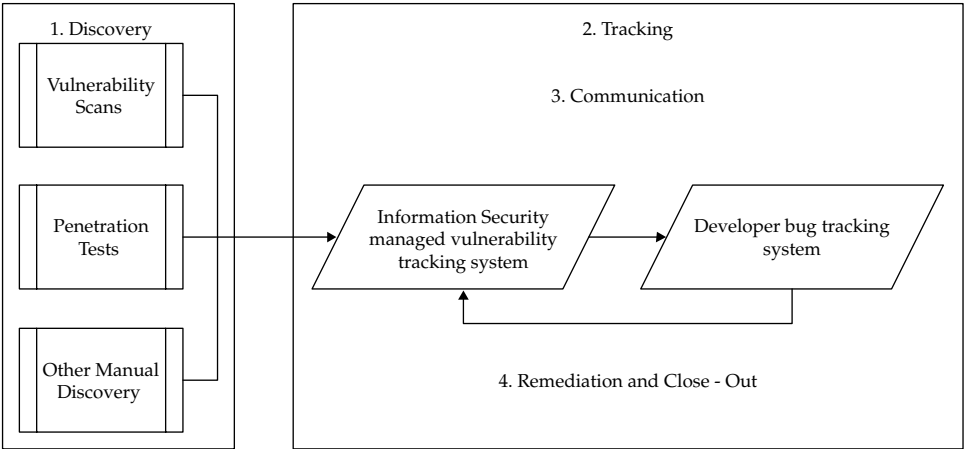 1. Discovery
Vulnerability
Scans
Penetration
Tests
Other Manual
Discovery
2. Tracking
3. Communication
Information Security
managed vulnerability
tracking system
Developer bug tracking
system
4. Remediation and Close - Out